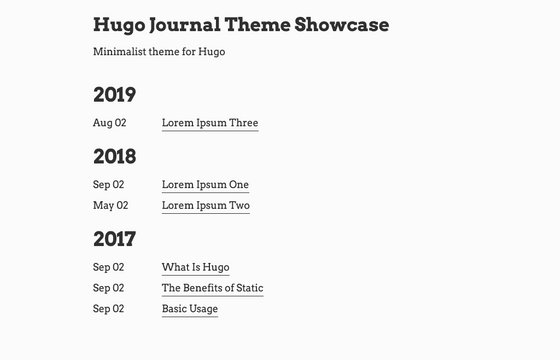 Hugo Journal Theme Showcase
Minimalist theme for Hugo
2019
Aug 02 Lorem Ipsum Three
2018
Sep 02 Lorem Ipsum One
May 02 Lorem Ipsum Two
2017
Sep 02 What Is Hugo
Sep 02 The Benefits of Static
Sep 02 Basic Usage